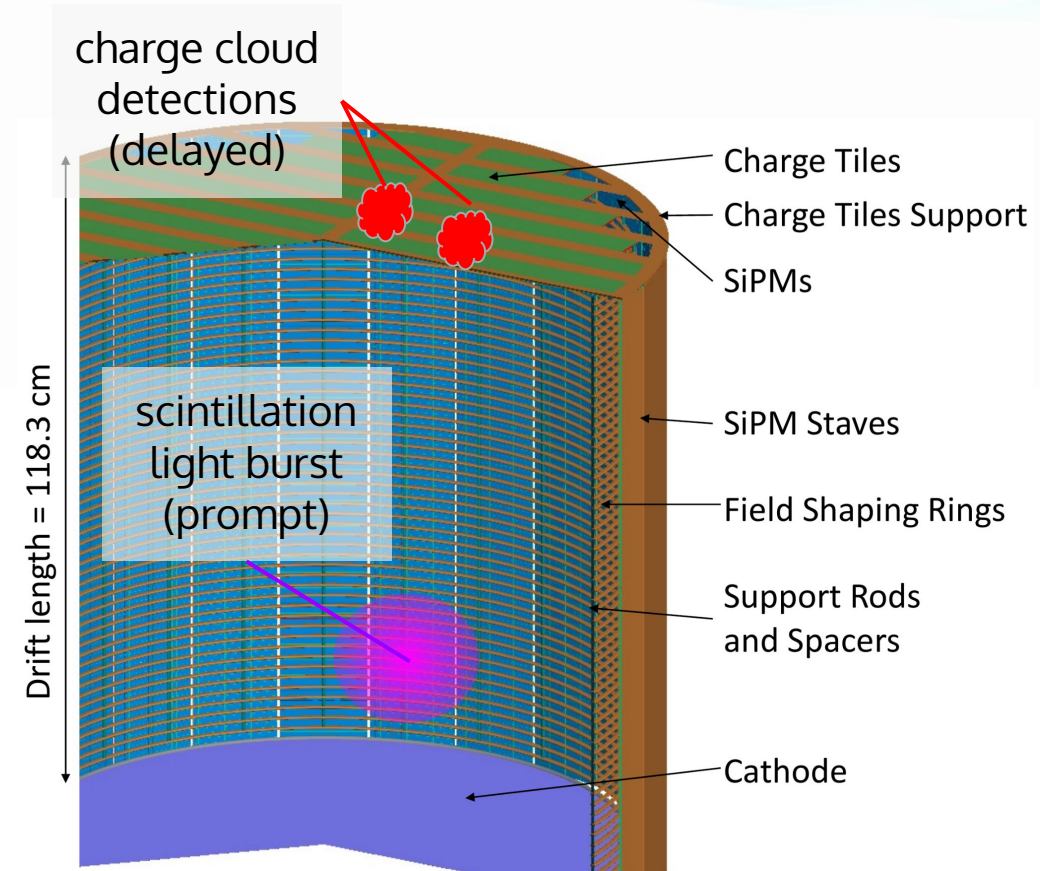 charge cloud
detections
(delayed)
Charge Tiles
Charge Tiles Support
SiPMs
Drift length = 118.3 cm
scintillation
light burst
(prompt)
SiPM Staves
Field Shaping Rings
Support Rods
and Spacers
Cathode